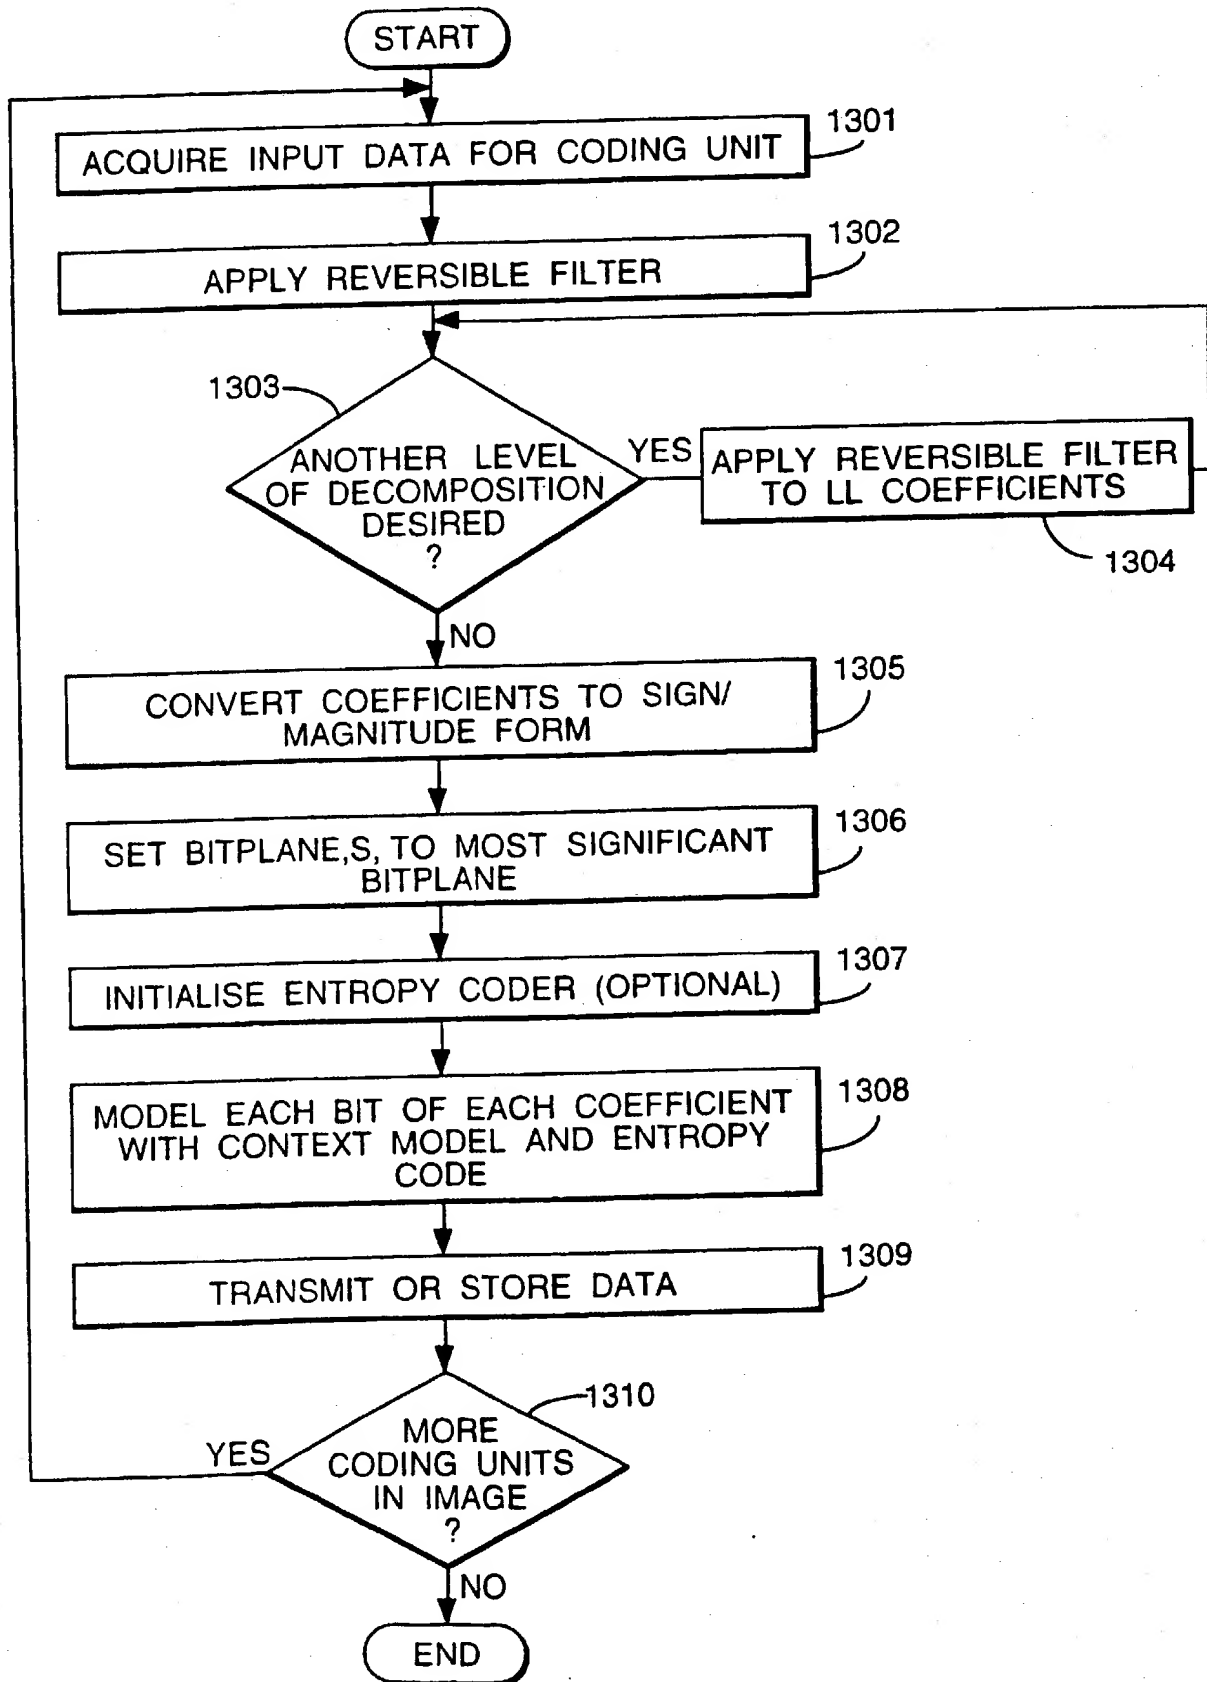 START
1301
ACQUIRE INPUT DATA FOR CODING UNIT
1302
APPLY REVERSIBLE FILTER
1303
ANOTHER LEVEL
OF DECOMPOSITION
DESIRED
?
YES
APPLY REVERSIBLE FILTER
TO LL COEFFICIENTS
1304
NO
1305
CONVERT COEFFICIENTS TO SIGN/
MAGNITUDE FORM
1306
SET BITPLANE,S, TO MOST SIGNIFICANT
BITPLANE
1307
INITIALISE ENTROPY CODER (OPTIONAL)
1308
MODEL EACH BIT OF EACH COEFFICIENT
WITH CONTEXT MODEL AND ENTROPY
CODE
1309
TRANSMIT OR STORE DATA
1310
MORE
CODING UNITS
IN IMAGE
?
YES
NO
END